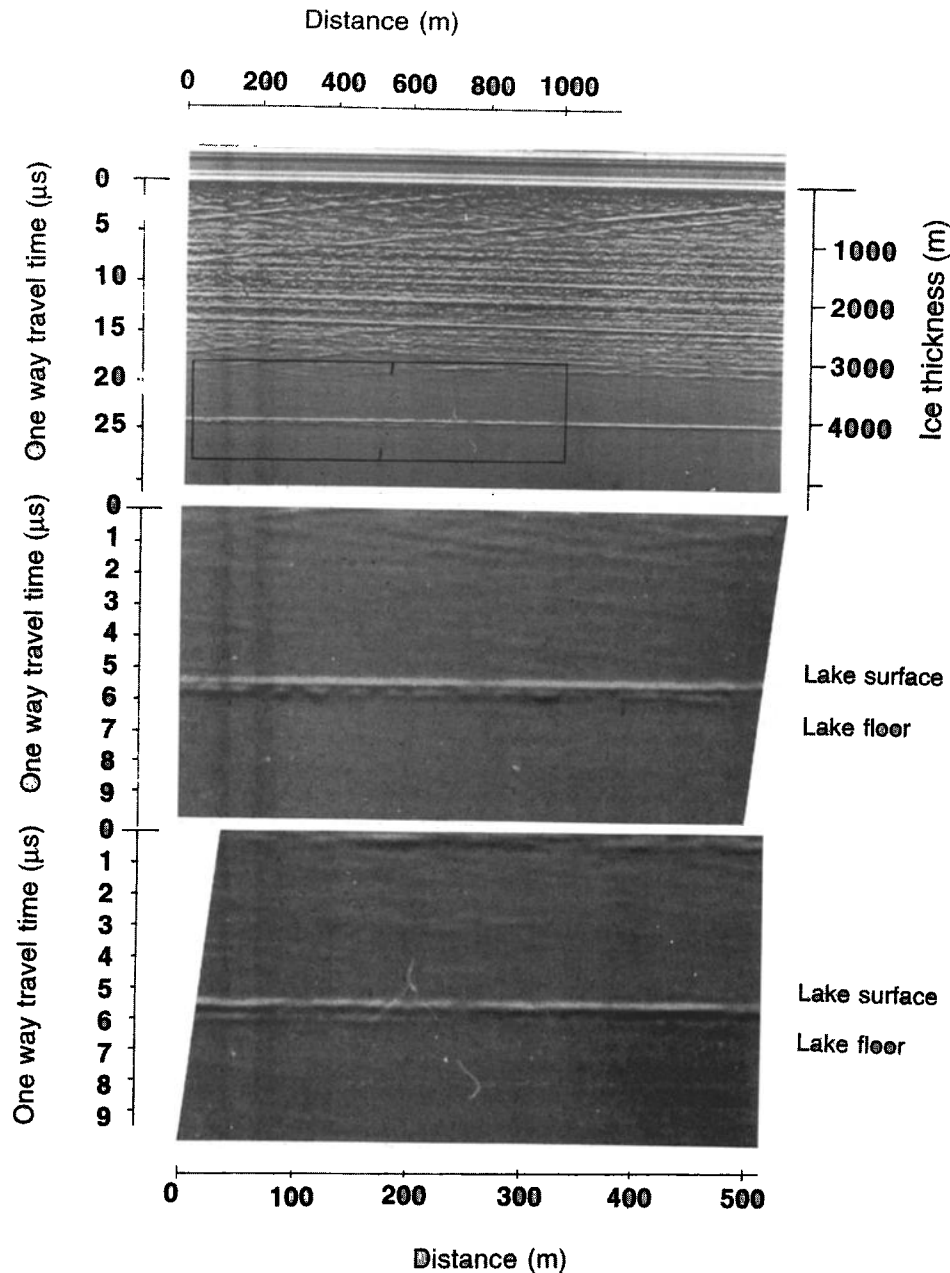 Distance (m)
0 200 400 600 800 1000
One way travel time (μs)
0
5
10
15
20
25
1000
2000
3000
4000
Ice thickness (m)
One way travel time (μs)
0
1
2
3
4
5
6
7
8
9
Lake surface
Lake floor
One way travel time (μs)
0
1
2
3
4
5
6
7
8
9
Lake surface
Lake floor
0 100 200 300 400 500
Distance (m)